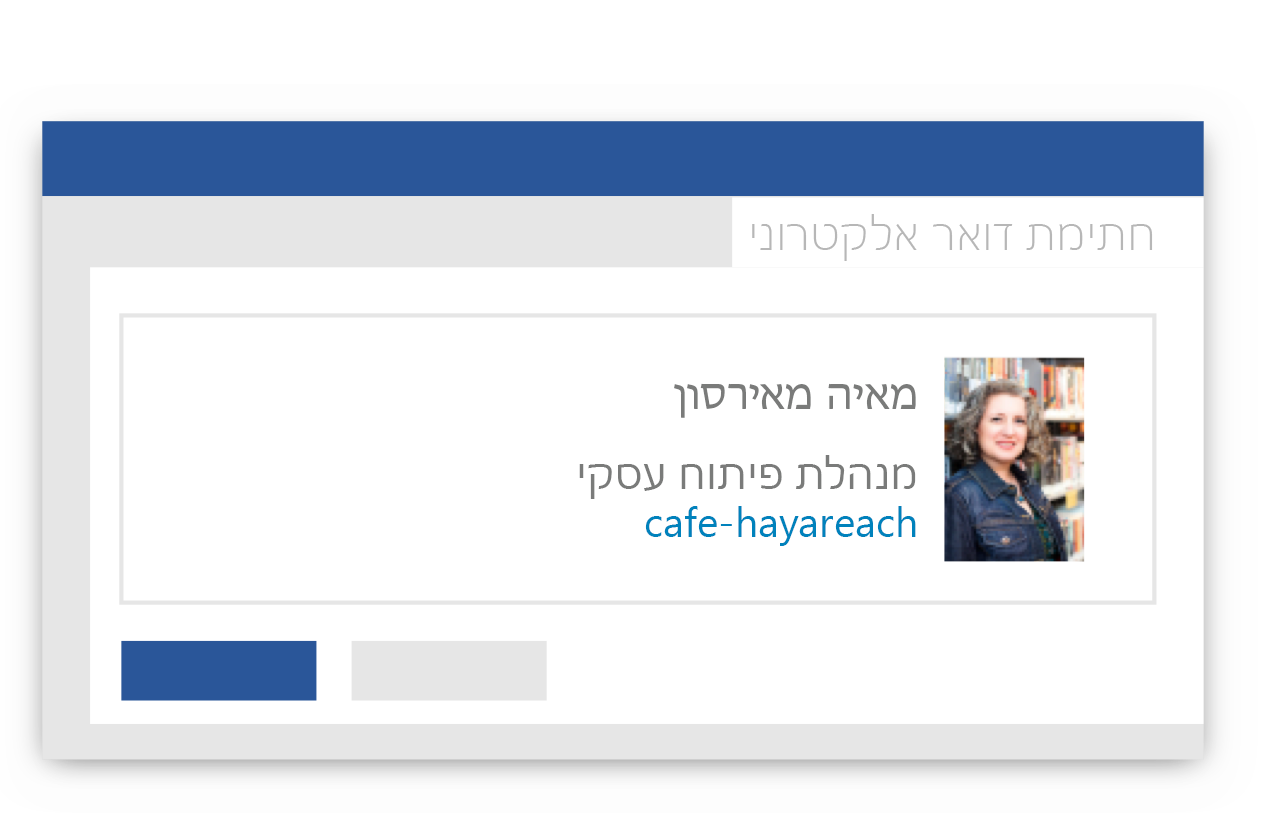 חתימת דואר אלקטרוני
מאיה מאירסון
מנהלת פיתוח עסקי
cafe-hayareach